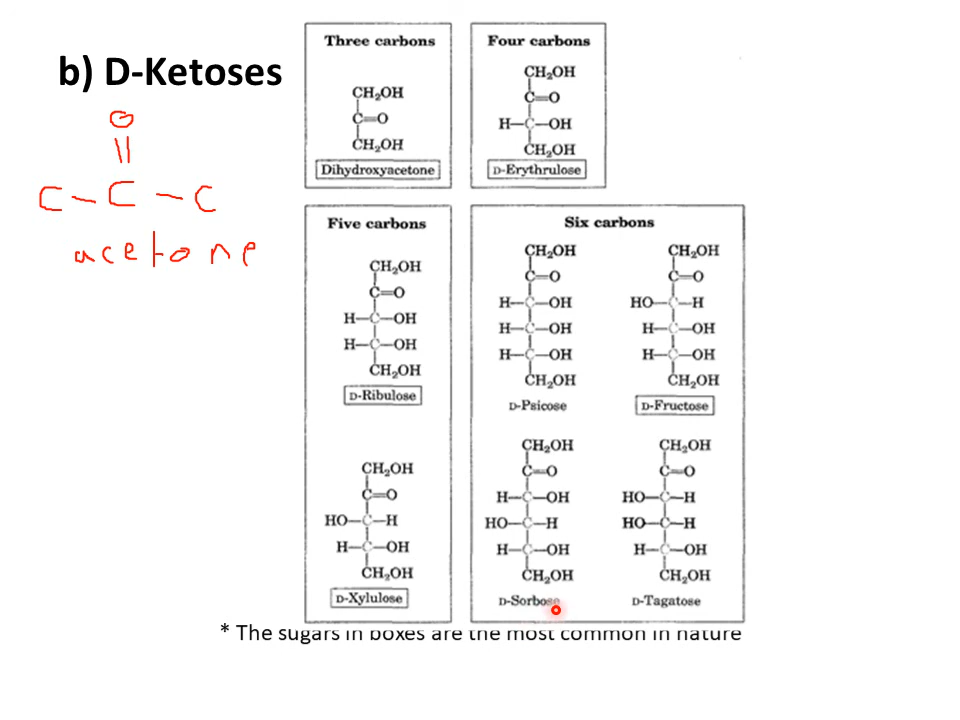 b) D-Ketoses
O
||
C – C – C
acetone
Three carbons
CH₂OH
C=O
CH₂OH
Dihydroxyacetone
Four carbons
CH₂OH
C=O
H–C–OH
CH₂OH
D-Erythrulose
Five carbons
CH₂OH
C=O
H–C–OH
H–C–OH
CH₂OH
D-Ribulose
CH₂OH
C=O
HO–C–H
H–C–OH
CH₂OH
D-Xylulose
Six carbons
CH₂OH
C=O
H–C–OH
H–C–OH
H–C–OH
CH₂OH
D-Psicose
CH₂OH
C=O
HO–C–H
H–C–OH
H–C–OH
CH₂OH
D-Fructose
CH₂OH
C=O
H–C–OH
HO–C–H
H–C–OH
CH₂OH
D-Sorbose
CH₂OH
C=O
HO–C–H
HO–C–H
H–C–OH
CH₂OH
D-Tagatose
* The sugars in boxes are the most common in nature